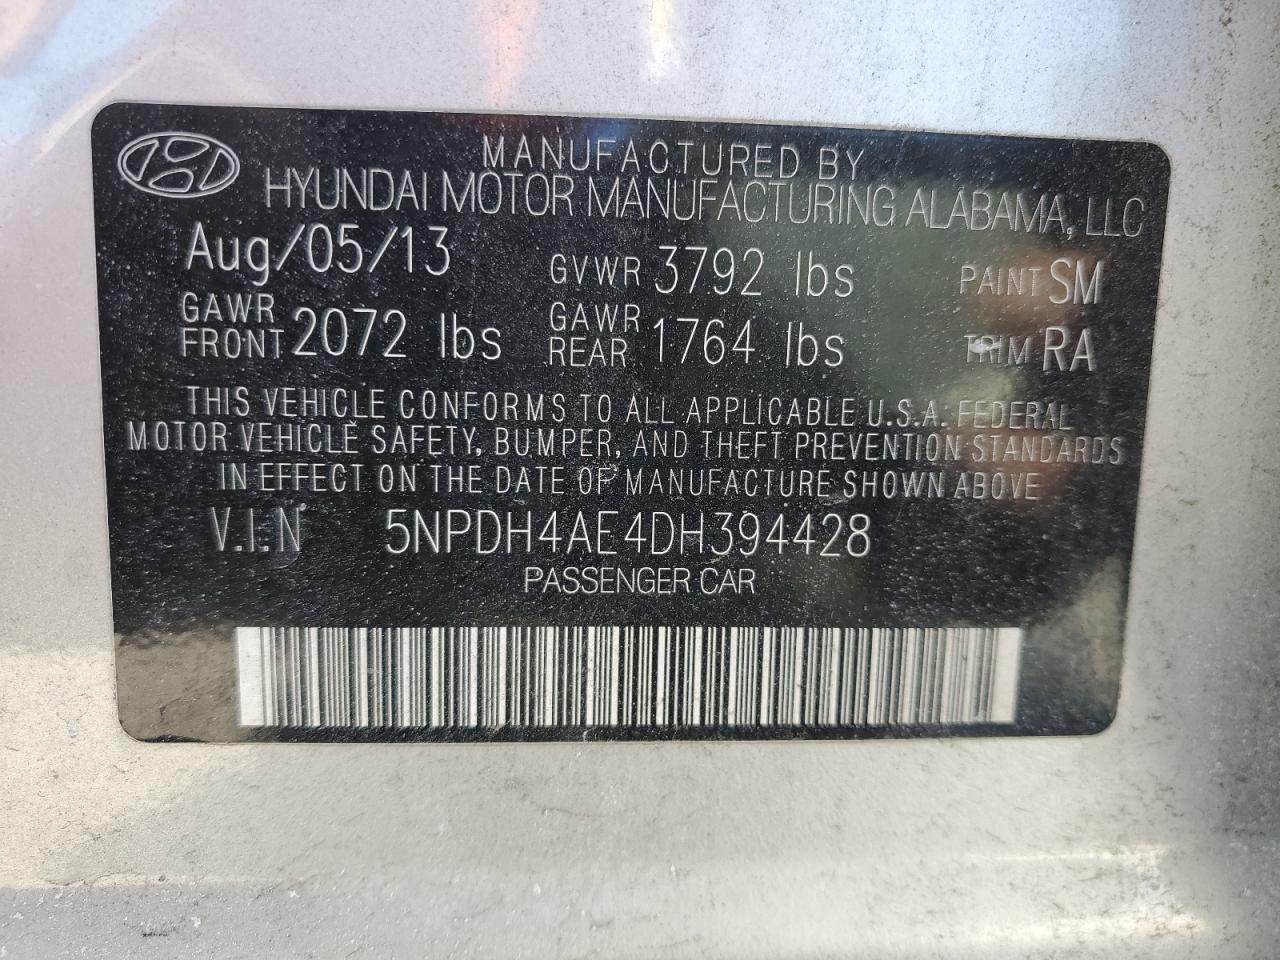 MANUFACTURED BY
HYUNDAI MOTOR MANUFACTURING ALABAMA, LLC
Aug/05/13 GVWR 3792 lbs PAINT SM
GAWR FRONT 2072 lbs GAWR REAR 1764 lbs TRIM RA
THIS VEHICLE CONFORMS TO ALL APPLICABLE U.S.A. FEDERAL
MOTOR VEHICLE SAFETY, BUMPER, AND THEFT PREVENTION STANDARDS
IN EFFECT ON THE DATE OF MANUFACTURE SHOWN ABOVE
V.I.N 5NPDH4AE4DH394428
PASSENGER CAR